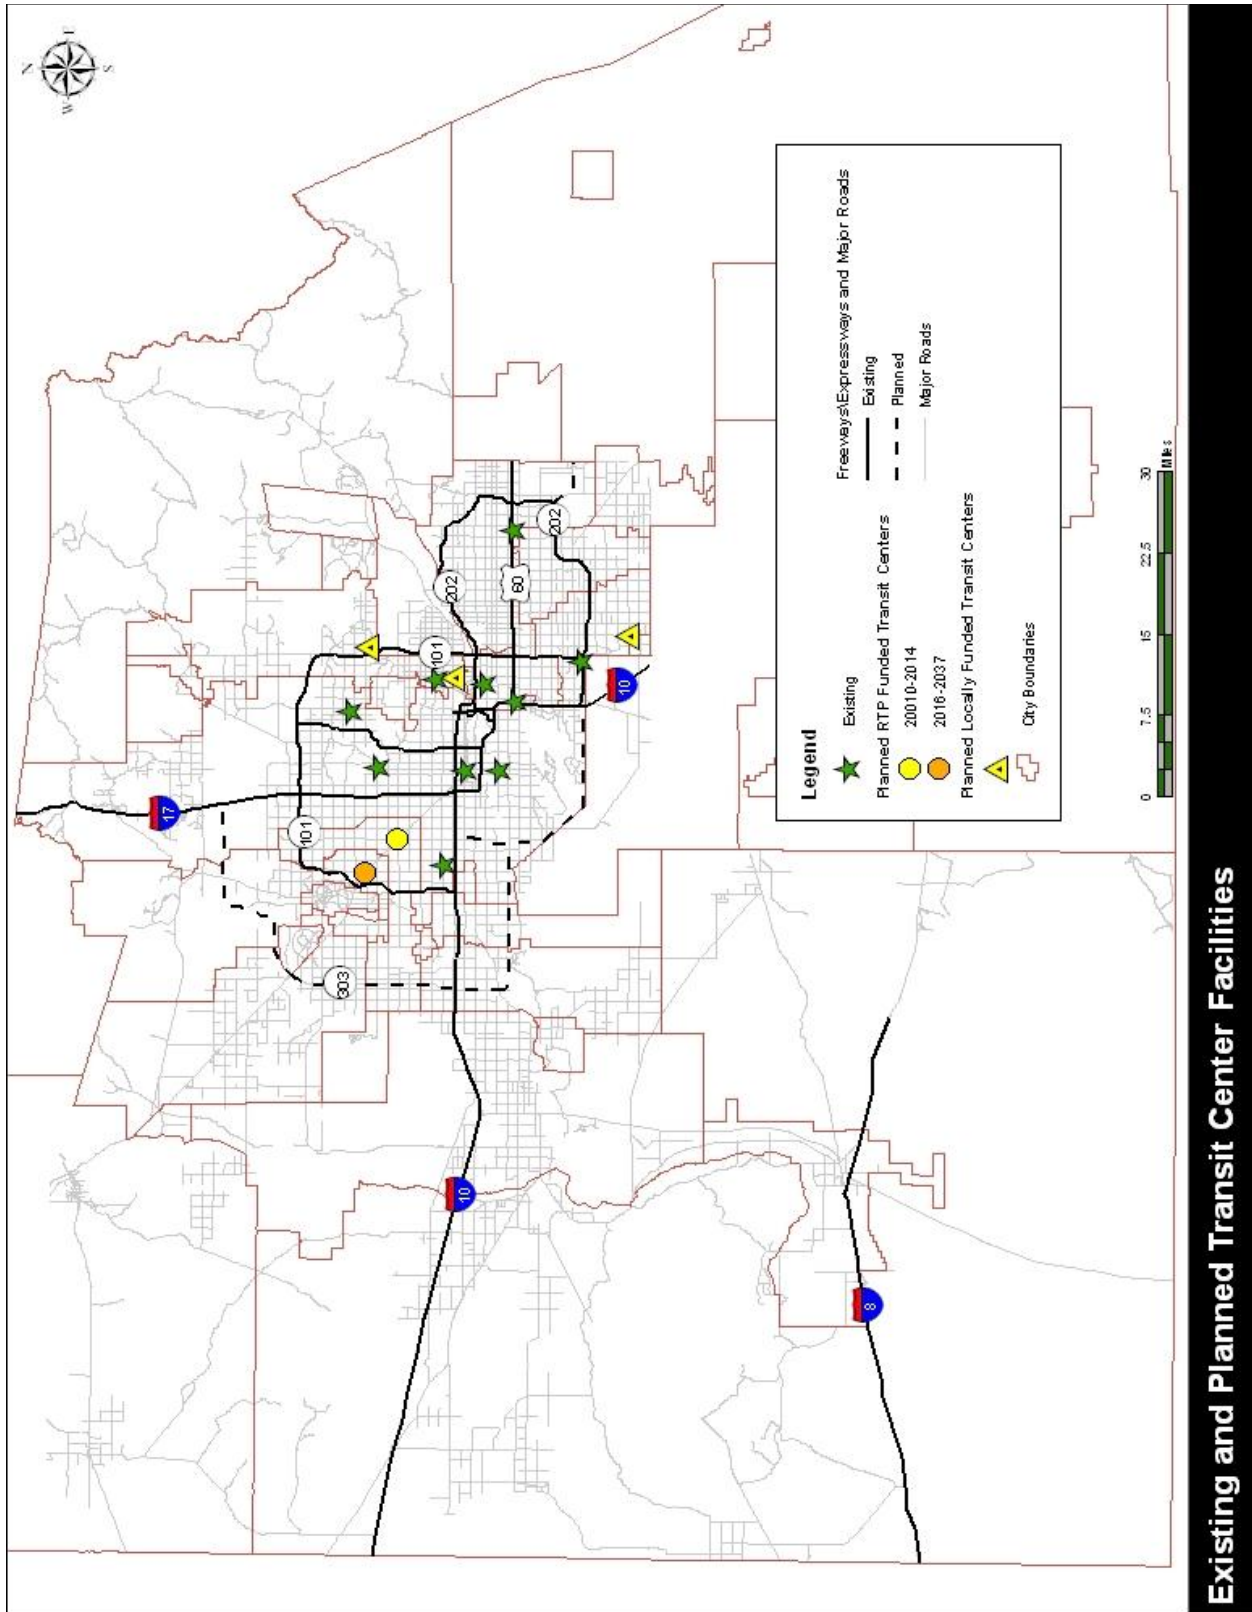 N
W
E
S
17
101
303
101
202
202
60
10
10
8
Legend
Existing
Planned RTP Funded Transit Centers
20010-2014
2016-2037
Planned Locally Funded Transit Centers
City Boundaries
Freeways\Expressways and Major Roads
Existing
Planned
Major Roads
0 7.5 15 22.5 30
Miles
Existing and Planned Transit Center Facilities